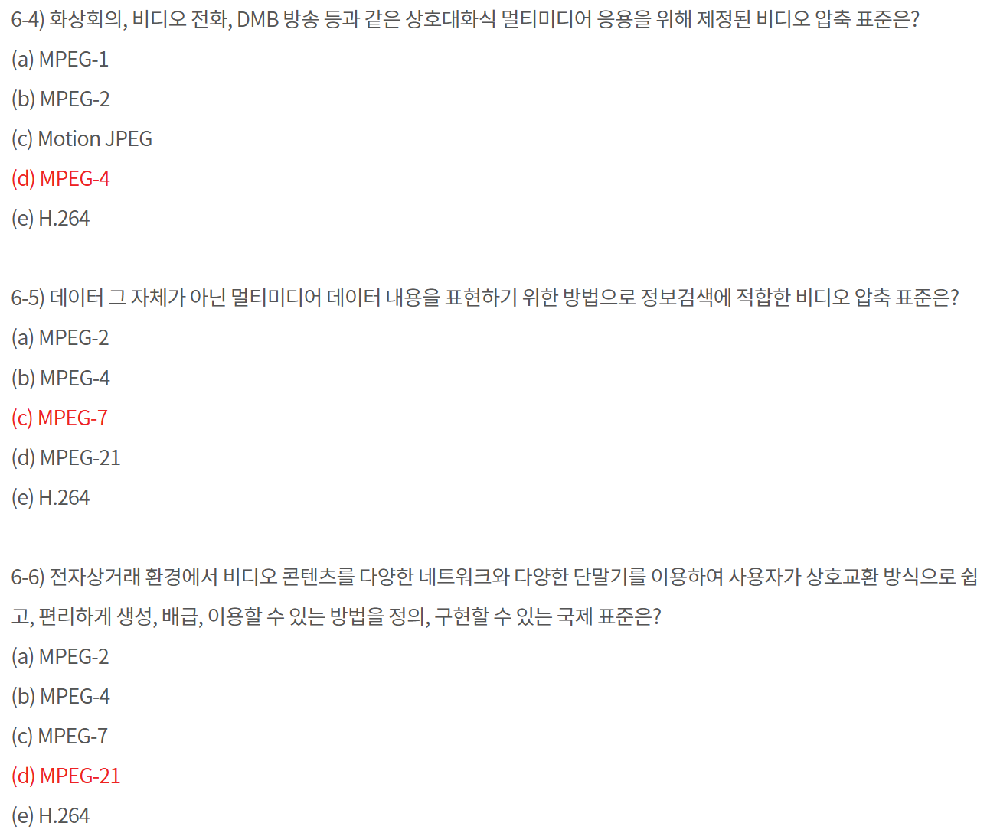 6-4) 화상회의, 비디오 전화, DMB 방송 등과 같은 상호대화식 멀티미디어 응용을 위해 제정된 비디오 압축 표준은?
(a) MPEG-1
(b) MPEG-2
(c) Motion JPEG
(d) MPEG-4
(e) H.264
6-5) 데이터 그 자체가 아닌 멀티미디어 데이터 내용을 표현하기 위한 방법으로 정보검색에 적합한 비디오 압축 표준은?
(a) MPEG-2
(b) MPEG-4
(c) MPEG-7
(d) MPEG-21
(e) H.264
6-6) 전자상거래 환경에서 비디오 콘텐츠를 다양한 네트워크와 다양한 단말기를 이용하여 사용자가 상호교환 방식으로 쉽
고, 편리하게 생성, 배급, 이용할 수 있는 방법을 정의, 구현할 수 있는 국제 표준은?
(a) MPEG-2
(b) MPEG-4
(c) MPEG-7
(d) MPEG-21
(e) H.264